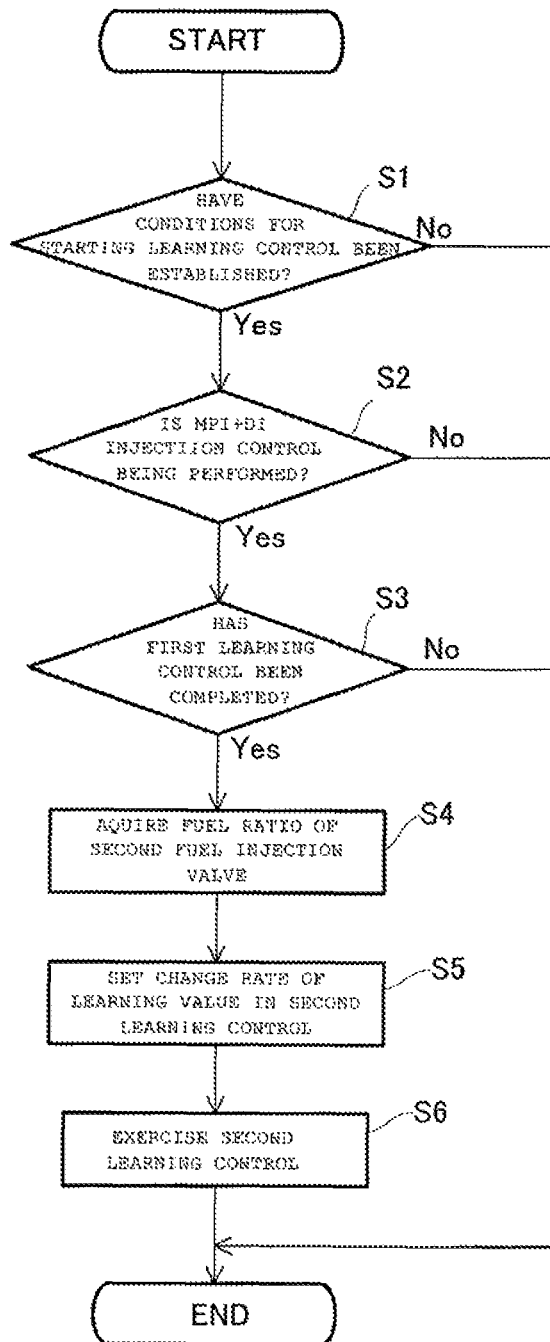 START
S1
HAVE
CONDITIONS FOR
STARTING LEARNING CONTROL BEEN
ESTABLISHED?
No
Yes
S2
IS MPI+DI
INJECTIION CONTROL
BEING PERFORMED?
No
Yes
S3
HAS
FIRST LEARNING
CONTROL BEEN
COMPLETED?
No
Yes
S4
AQUIRE FUEL RATIO OF
SECOND FUEL INJECTION
VALVE
S5
SET CHANGE RATE OF
LEARNING VALUE IN SECOND
LEARNING CONTROL
S6
EXERCISE SECOND
LEARNING CONTROL
END